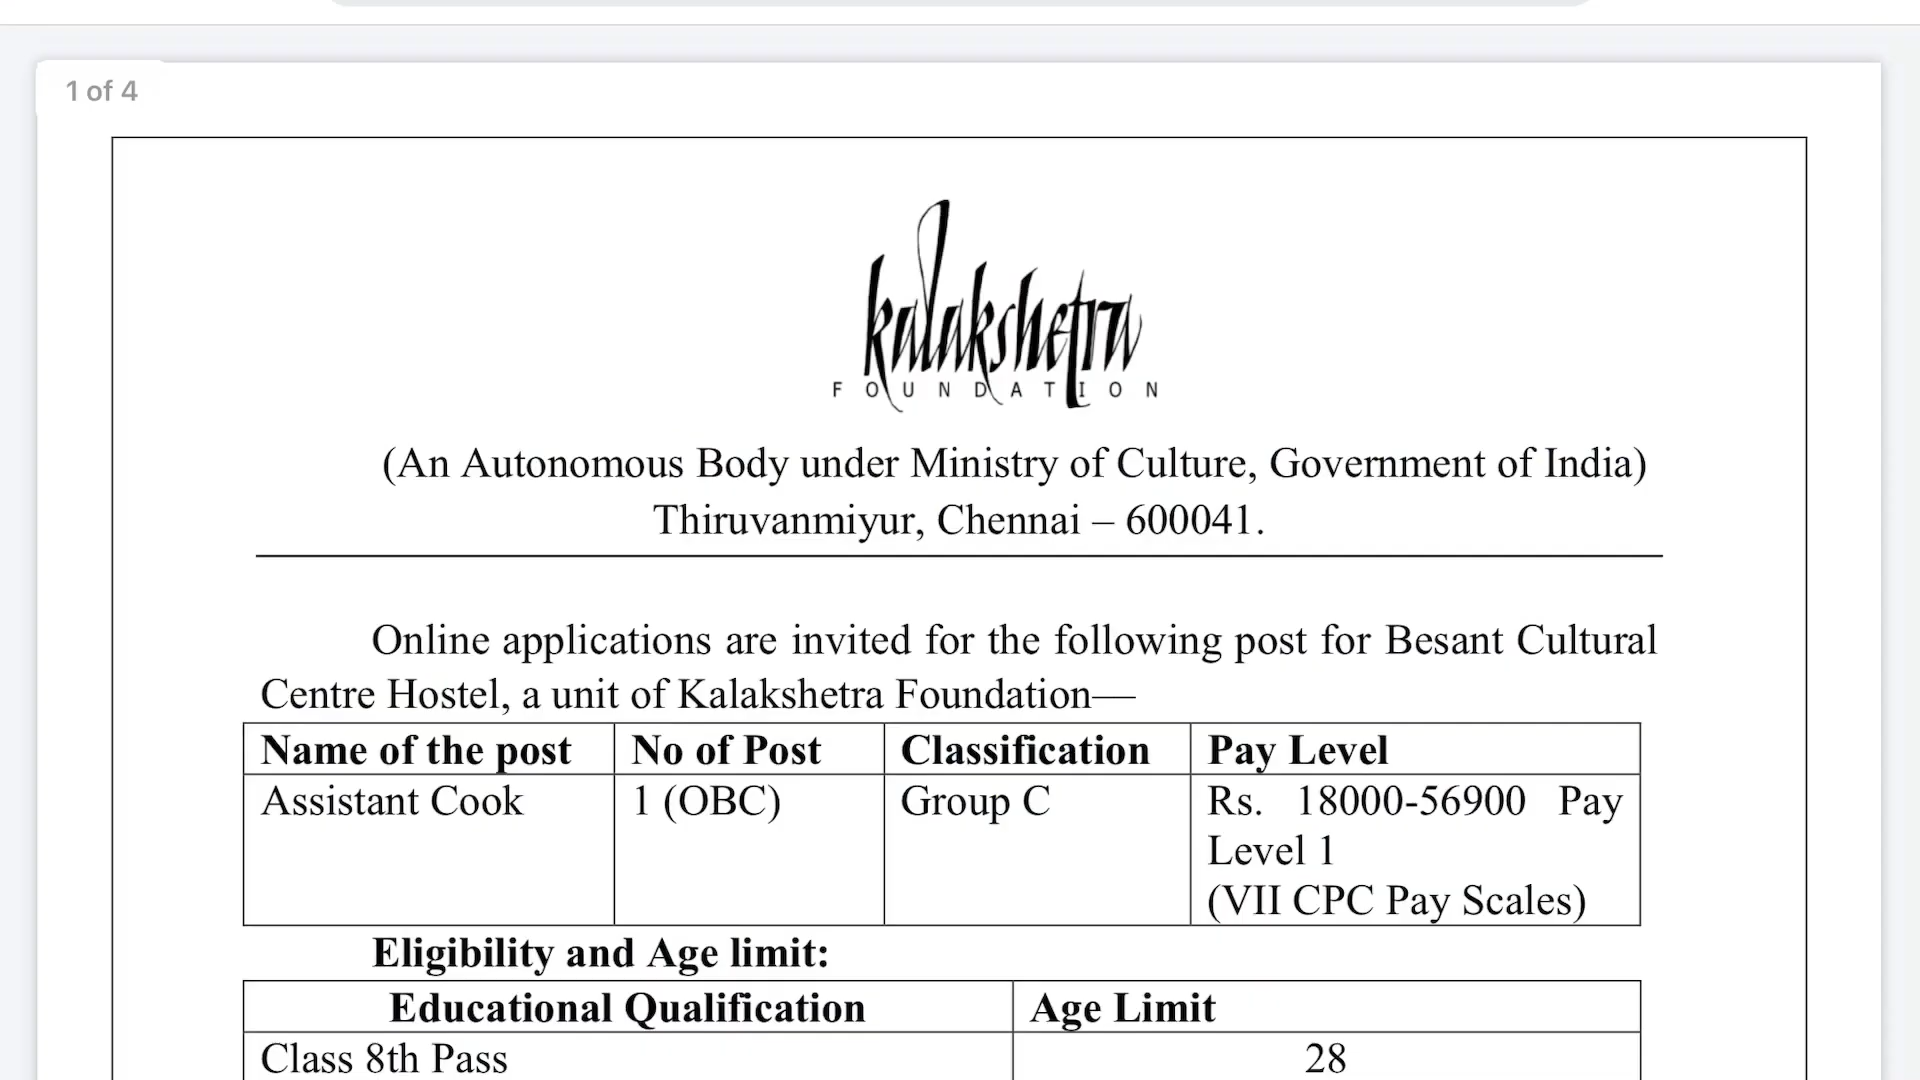 1 of 4
kalakshetra
FOUNDATION
(An Autonomous Body under Ministry of Culture, Government of India)
Thiruvanmiyur, Chennai – 600041.
Online applications are invited for the following post for Besant Cultural
Centre Hostel, a unit of Kalakshetra Foundation—
Name of the post No of Post Classification Pay Level
Assistant Cook 1 (OBC) Group C Rs. 18000-56900 Pay
Level 1
(VII CPC Pay Scales)
Eligibility and Age limit:
Educational Qualification Age Limit
Class 8th Pass 28